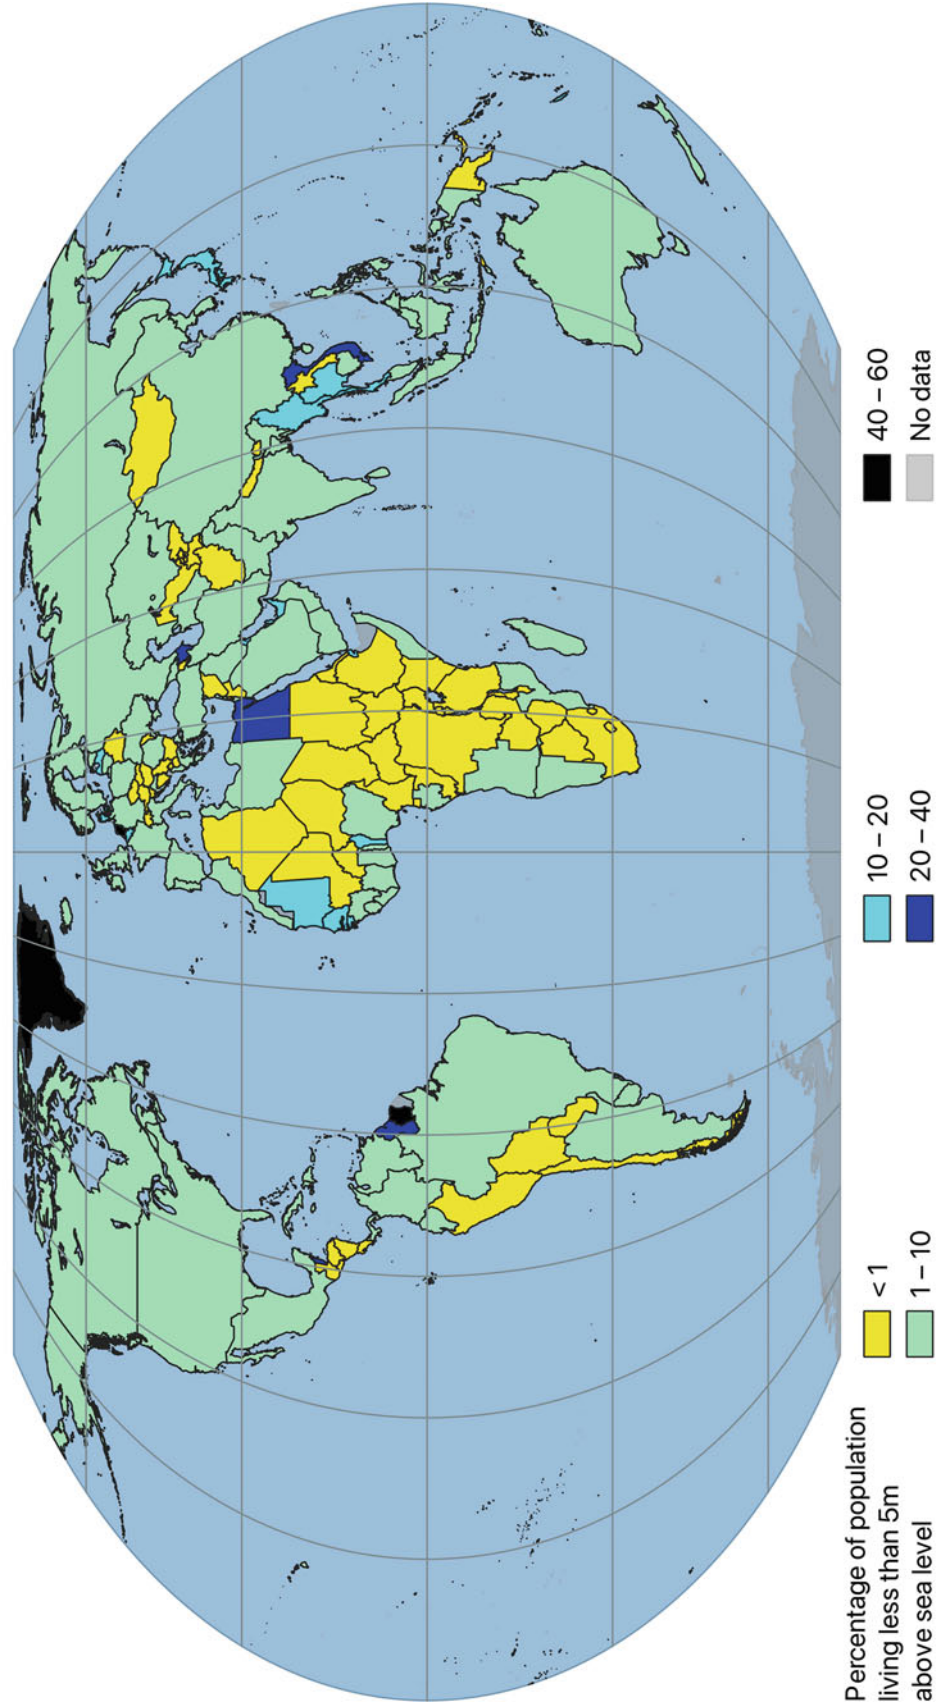 Percentage of population
living less than 5m
above sea level
<1
1–10
10–20
20–40
40–60
No data